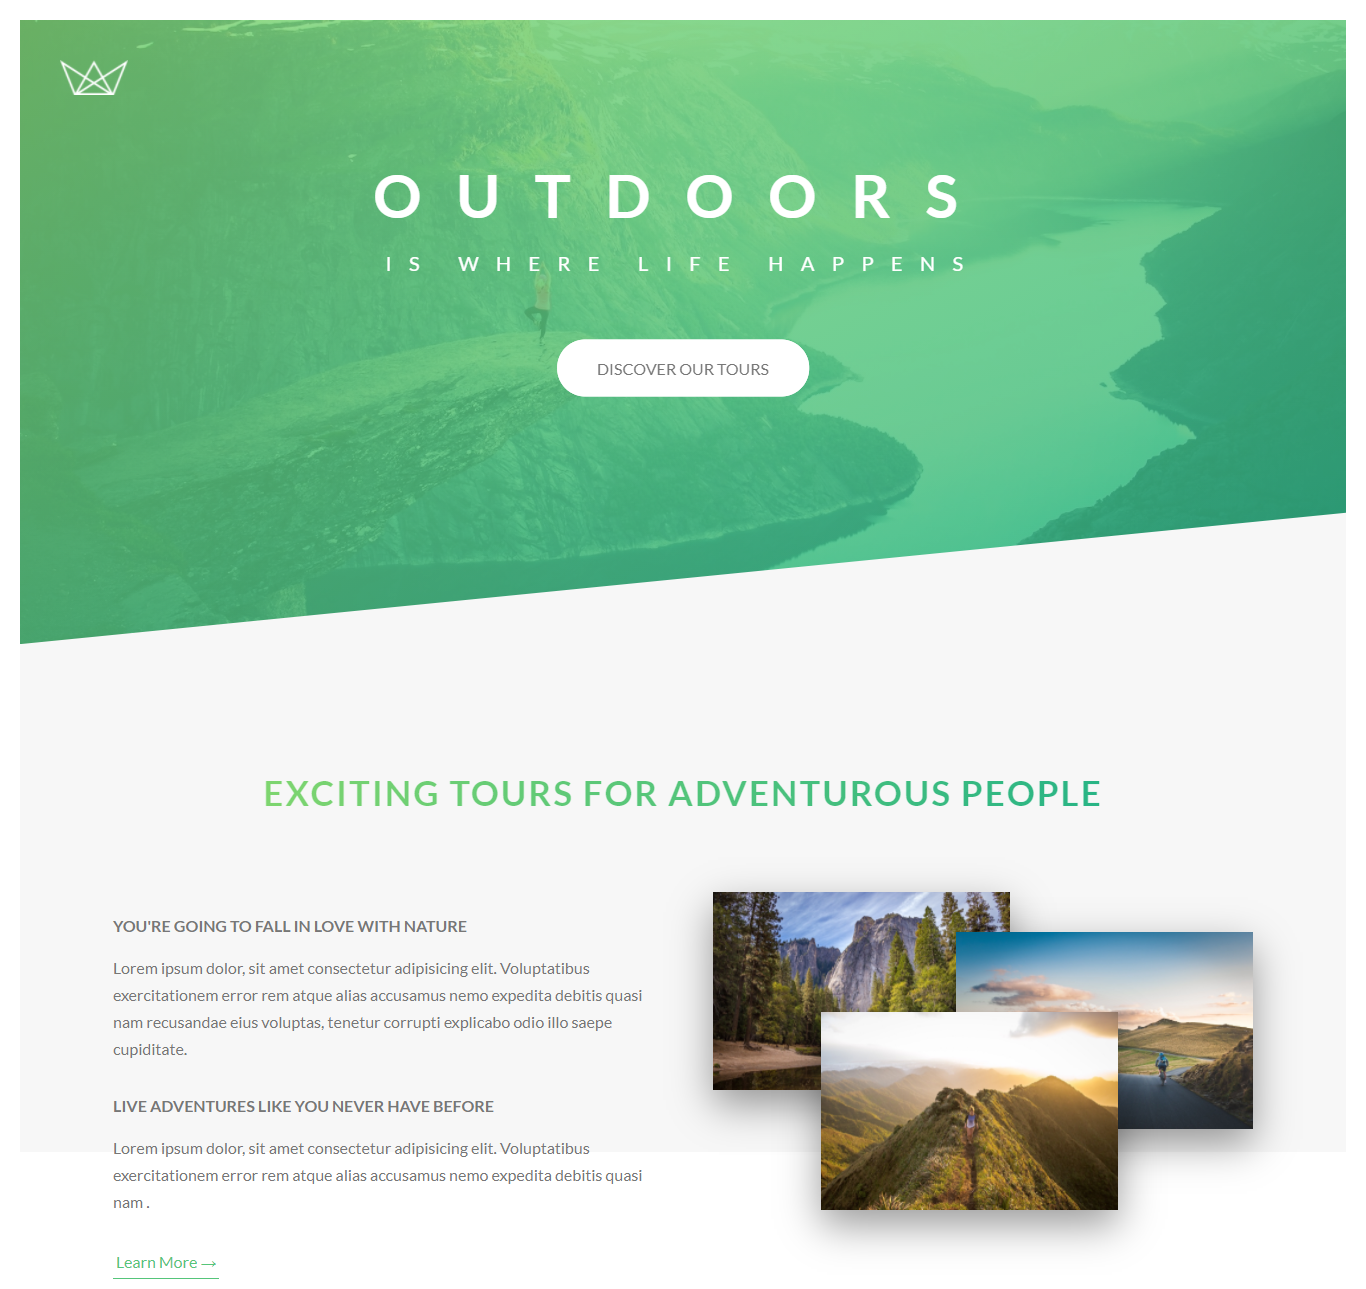 OUTDOORS
IS WHERE LIFE HAPPENS
DISCOVER OUR TOURS
EXCITING TOURS FOR ADVENTUROUS PEOPLE
YOU'RE GOING TO FALL IN LOVE WITH NATURE
Lorem ipsum dolor, sit amet consectetur adipisicing elit. Voluptatibus
exercitationem error rem atque alias accusamus nemo expedita debitis quasi
nam recusandae eius voluptas, tenetur corrupti explicabo odio illo saepe
cupiditate.
LIVE ADVENTURES LIKE YOU NEVER HAVE BEFORE
Lorem ipsum dolor, sit amet consectetur adipisicing elit. Voluptatibus
exercitationem error rem atque alias accusamus nemo expedita debitis quasi
nam .
Learn More →